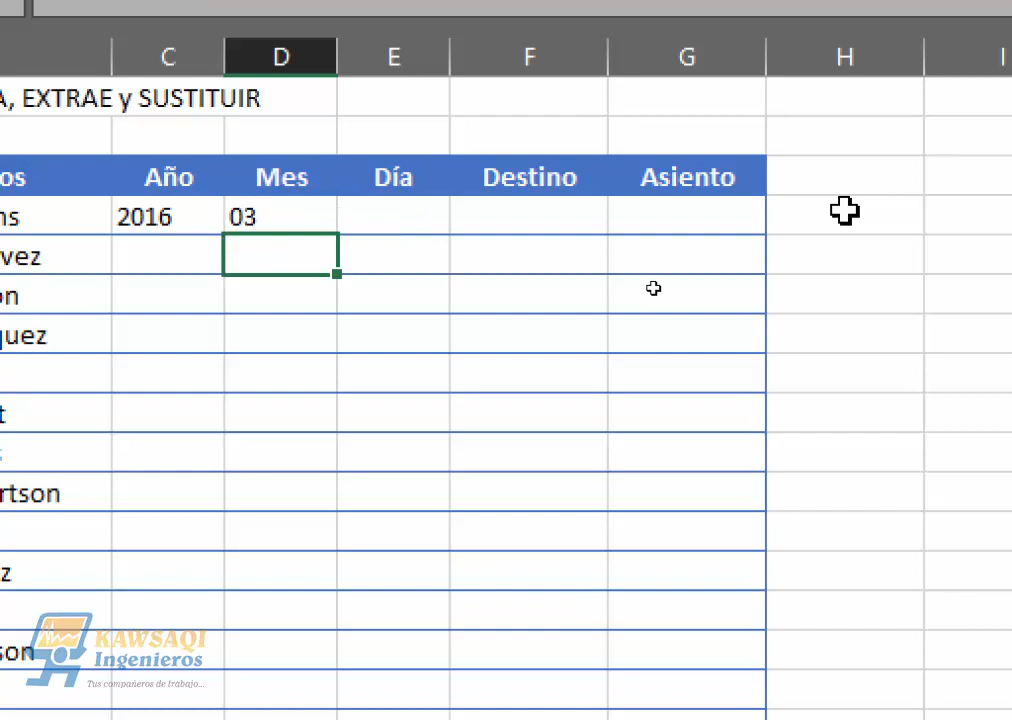 C D E F G H I
A, EXTRAE y SUSTITUIR
os Año Mes Día Destino Asiento
ns 2016 03
vez
on
quez
t
rtson
z
son
KAWSAQI
Ingenieros
Tus compañeros de trabajo...